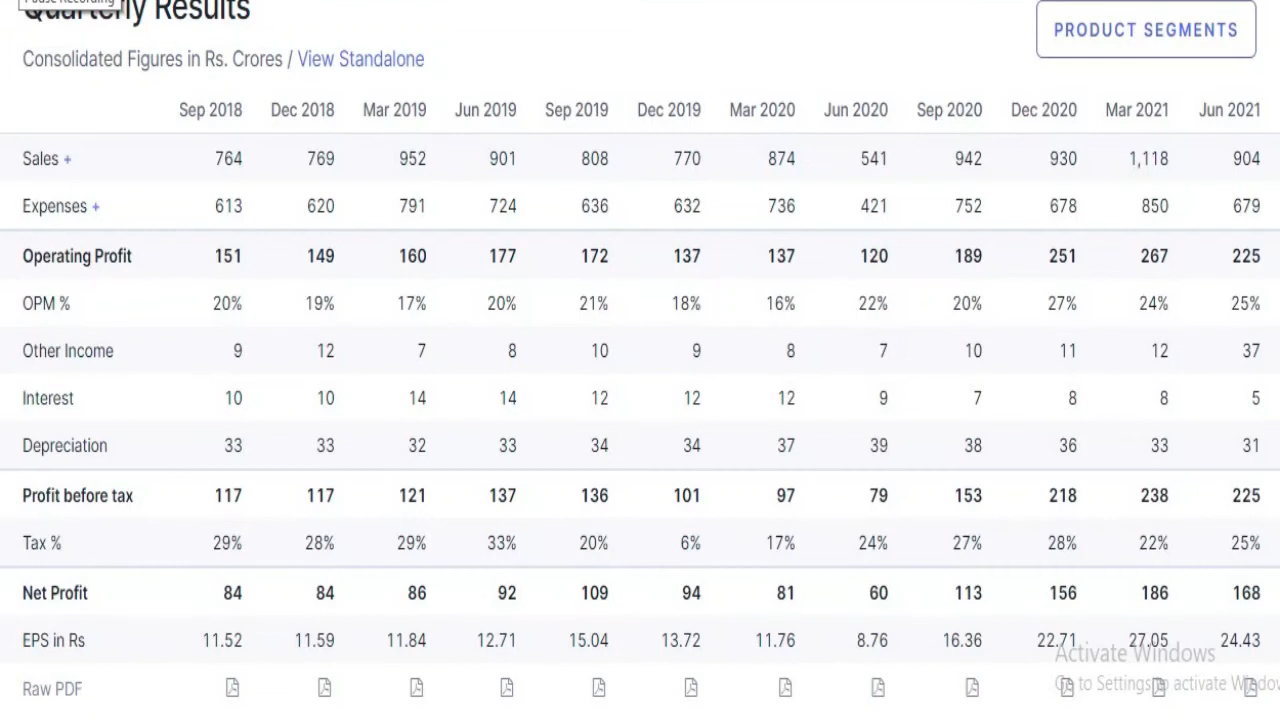 Pause Recording
Quarterly Results
PRODUCT SEGMENTS
Consolidated Figures in Rs. Crores / View Standalone
Sep 2018 Dec 2018 Mar 2019 Jun 2019 Sep 2019 Dec 2019 Mar 2020 Jun 2020 Sep 2020 Dec 2020 Mar 2021 Jun 2021
Sales + 764 769 952 901 808 770 874 541 942 930 1,118 904
Expenses + 613 620 791 724 636 632 736 421 752 678 850 679
Operating Profit 151 149 160 177 172 137 137 120 189 251 267 225
OPM % 20% 19% 17% 20% 21% 18% 16% 22% 20% 27% 24% 25%
Other Income 9 12 7 8 10 9 8 7 10 11 12 37
Interest 10 10 14 14 12 12 12 9 7 8 8 5
Depreciation 33 33 32 33 34 34 37 39 38 36 33 31
Profit before tax 117 117 121 137 136 101 97 79 153 218 238 225
Tax % 29% 28% 29% 33% 20% 6% 17% 24% 27% 28% 22% 25%
Net Profit 84 84 86 92 109 94 81 60 113 156 186 168
EPS in Rs 11.52 11.59 11.84 12.71 15.04 13.72 11.76 8.76 16.36 22.71 27.05 24.43
Activate Windows
Raw PDF
Go to Settings to activate Windov